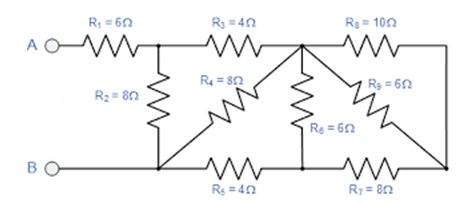 R₁ = 6Ω
R₃ = 4Ω
R₈ = 10Ω
A
R₄ = 8Ω
R₂ = 8Ω
R₉ = 6Ω
R₆ = 6Ω
B
R₅ = 4Ω
R₇ = 8Ω